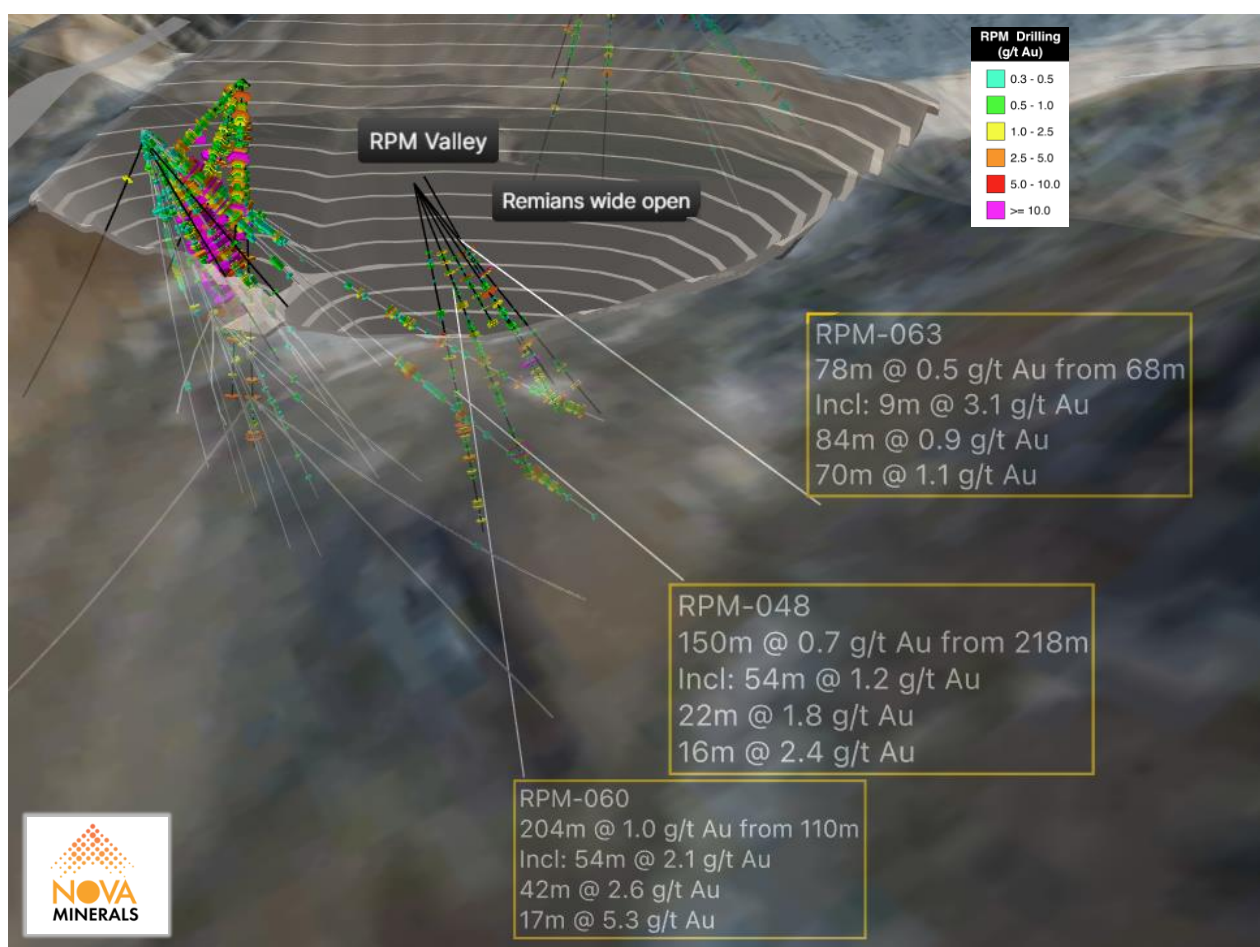 RPM Drilling
(g/t Au)
0.3 - 0.5
0.5 - 1.0
1.0 - 2.5
2.5 - 5.0
5.0 - 10.0
>= 10.0
RPM Valley
Remians wide open
RPM-063
78m @ 0.5 g/t Au from 68m
Incl: 9m @ 3.1 g/t Au
84m @ 0.9 g/t Au
70m @ 1.1 g/t Au
RPM-048
150m @ 0.7 g/t Au from 218m
Incl: 54m @ 1.2 g/t Au
22m @ 1.8 g/t Au
16m @ 2.4 g/t Au
RPM-060
204m @ 1.0 g/t Au from 110m
Incl: 54m @ 2.1 g/t Au
42m @ 2.6 g/t Au
17m @ 5.3 g/t Au
NOVA
MINERALS